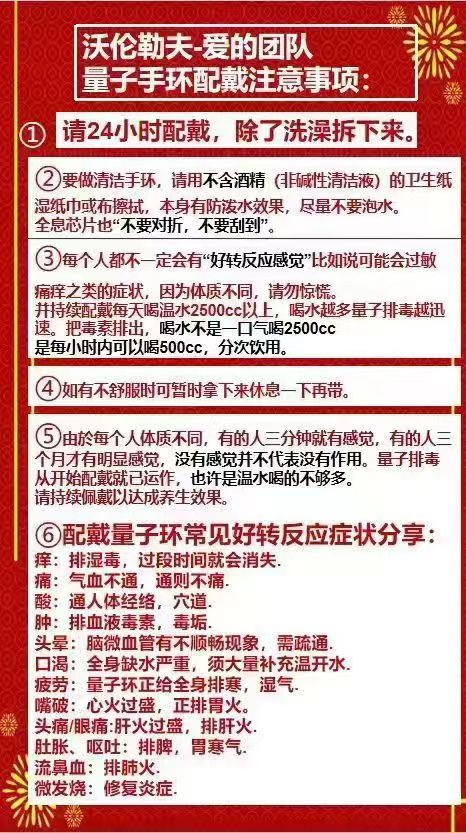 沃伦勒夫-爱的团队
量子手环配戴注意事项：
① 请24小时配戴，除了洗澡拆下来。
②要做清洁手环，请用不含酒精（非碱性清洁液）的卫生纸
湿纸巾或布擦拭，本身有防泼水效果，尽量不要泡水。
全息芯片也“不要对折，不要刮到”。
③每个人都不一定会有“好转反应感觉”比如说可能会过敏
痛痒之类的症状，因为体质不同，请勿惊慌。
并持续配戴每天喝温水2500cc以上，喝水越多量子排毒越迅
速。把毒素排出，喝水不是一口气喝2500cc
是每小时内可以喝500cc，分次饮用。
④如有不舒服时可暂时拿下来休息一下再带。
⑤由於每个人体质不同，有的人三分钟就有感觉，有的人三
个月才有明显感觉，没有感觉并不代表没有作用。量子排毒
从开始配戴就已运作，也许是温水喝的不够多。
请持续佩戴以达成养生效果。
⑥配戴量子环常见好转反应症状分享：
痒：排湿毒，过段时间就会消失.
痛：气血不通，通则不痛.
酸：通人体经络，穴道.
肿：排血液毒素，毒垢.
头晕：脑微血管有不顺畅现象，需疏通.
口渴：全身缺水严重，须大量补充温开水.
疲劳：量子环正给全身排寒，湿气.
嘴破：心火过盛，正排胃火。
头痛/眼痛:肝火过盛，排肝火.
肚胀、呕吐：排脾，胃寒气.
流鼻血：排肺火.
微发烧：修复炎症.